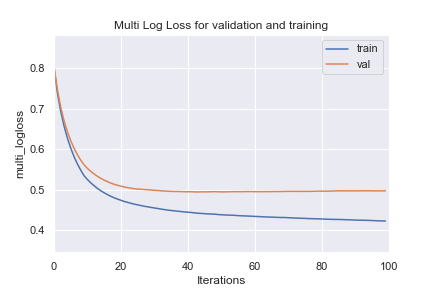 Multi Log Loss for validation and training
train
val
multi_logloss
0.8
0.7
0.6
0.5
0.4
0 20 40 60 80 100
Iterations